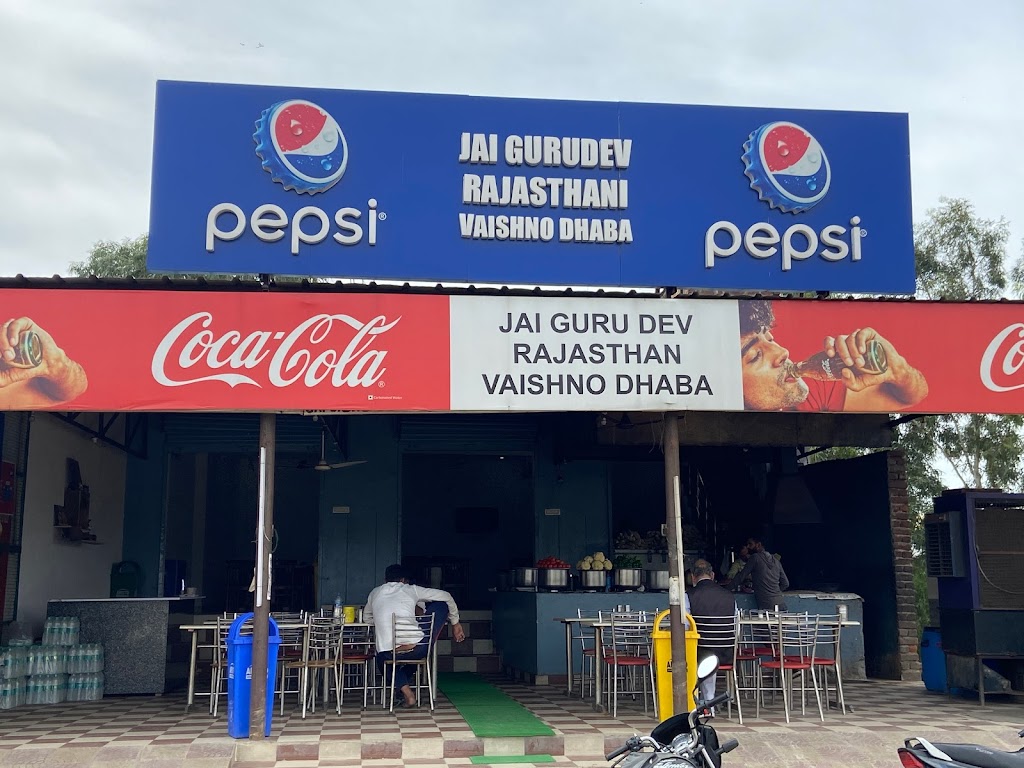 pepsi®
JAI GURUDEV
RAJASTHANI
VAISHNO DHABA
pepsi®
Coca-Cola®
JAI GURU DEV
RAJASTHAN
VAISHNO DHABA